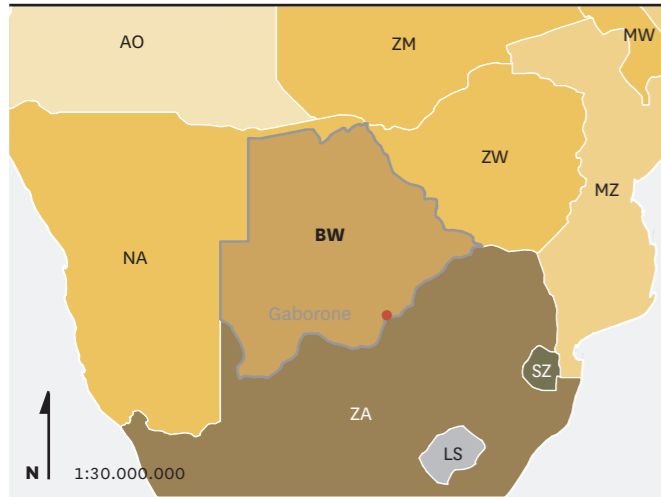 AO
ZM
MW
ZW
MZ
BW
NA
Gaborone
SZ
ZA
LS
N 1:30.000.000